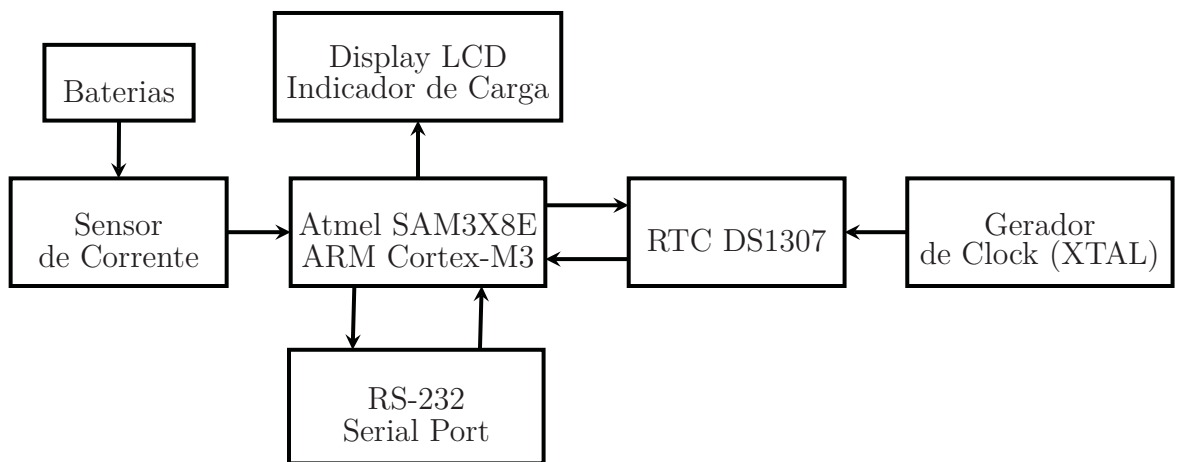 Display LCD
Indicador de Carga
Baterias
Sensor
de Corrente
Atmel SAM3X8E
ARM Cortex-M3
RTC DS1307
Gerador
de Clock (XTAL)
RS-232
Serial Port